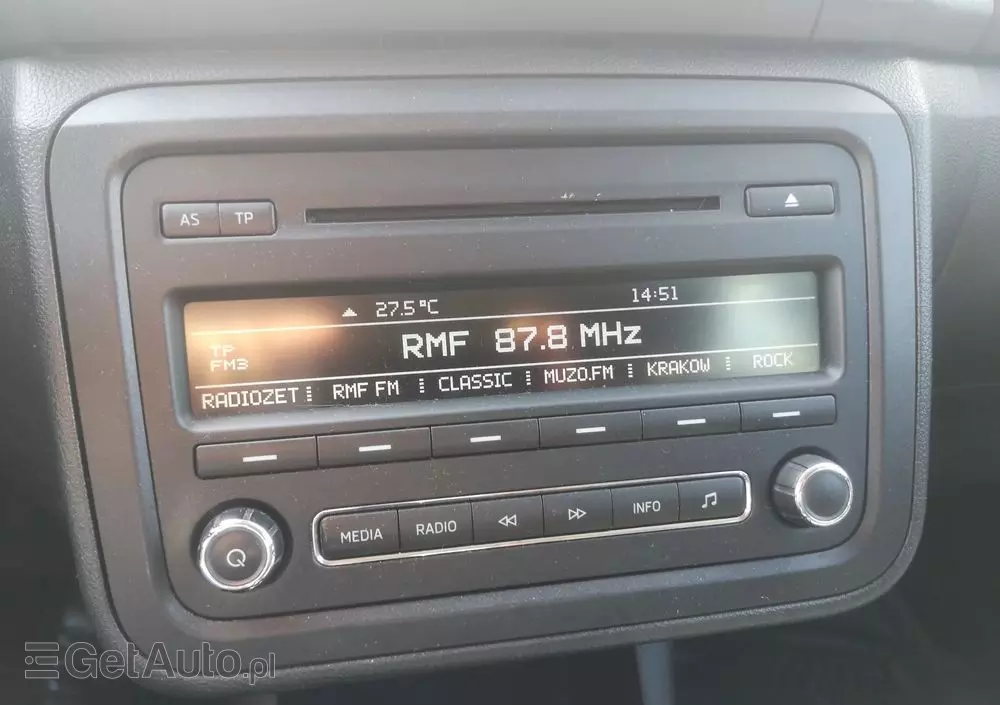 AS TP
27.5°C 14:51
RMF 87.8 MHz
TP
FM3
RADIOZET RMF FM CLASSIC MUZO.FM KRAKOW ROCK
MEDIA RADIO INFO
Q
GetAuto.pl